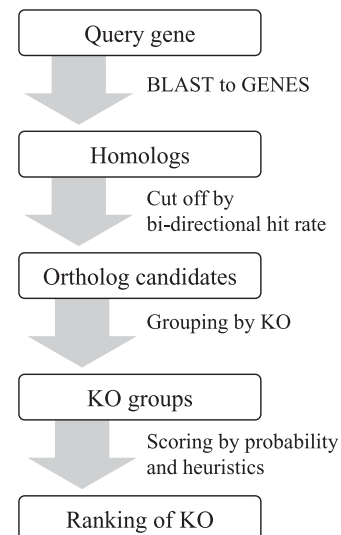 Query gene
BLAST to GENES
Homologs
Cut off by
bi-directional hit rate
Ortholog candidates
Grouping by KO
KO groups
Scoring by probability
and heuristics
Ranking of KO